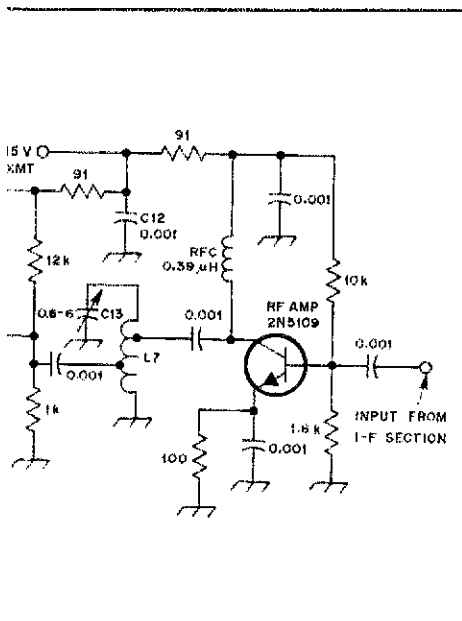 91
15 V
XMT
91
C12
0.001
0.001
RFC
0.39 µH
12k
10k
0.6-6
C13
0.001
RF AMP
2N5109
0.001
L7
0.001
1k
INPUT FROM
I-F SECTION
1.6k
100
0.001